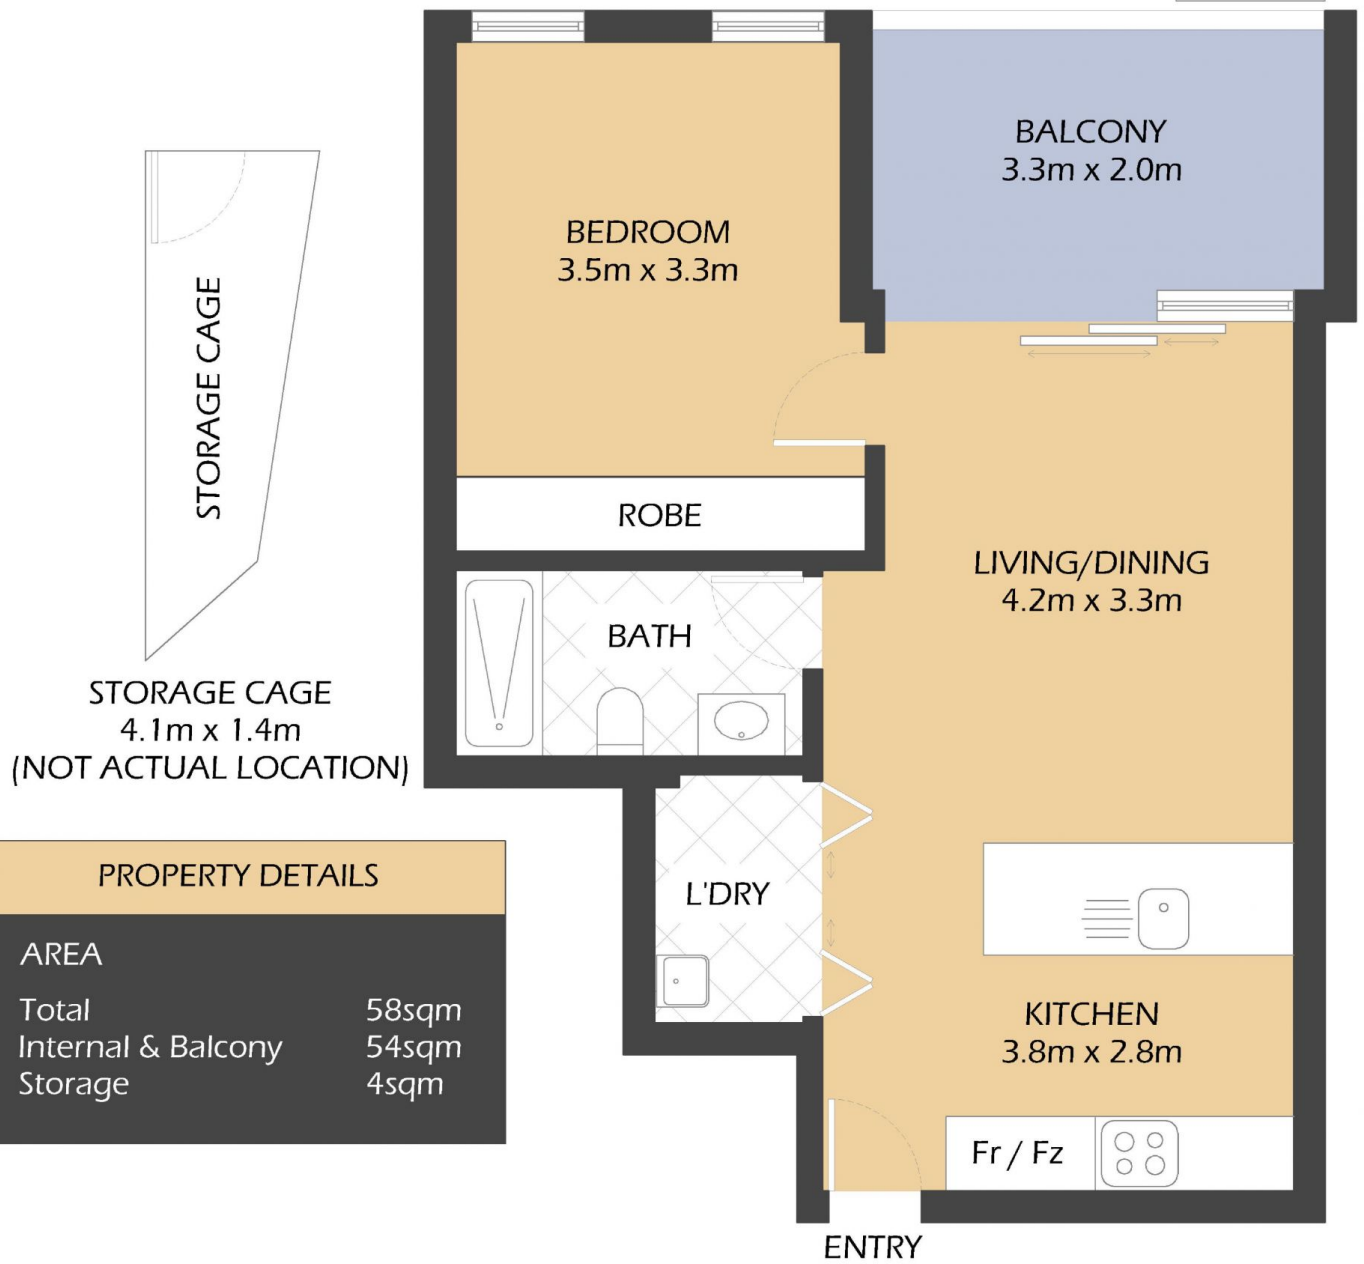 BALCONY
3.3m x 2.0m
BEDROOM
3.5m x 3.3m
STORAGE CAGE
ROBE
LIVING/DINING
4.2m x 3.3m
BATH
STORAGE CAGE
4.1m x 1.4m
(NOT ACTUAL LOCATION)
PROPERTY DETAILS
L'DRY
AREA
Total 58sqm
Internal & Balcony 54sqm
Storage 4sqm
KITCHEN
3.8m x 2.8m
Fr / Fz
ENTRY